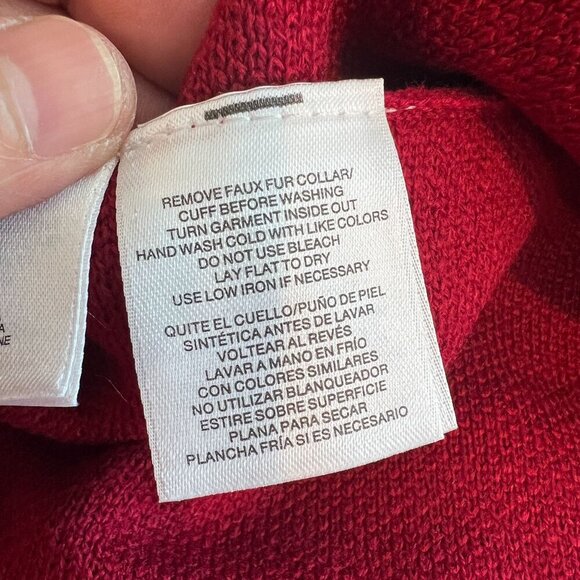 REMOVE FAUX FUR COLLAR/
CUFF BEFORE WASHING
TURN GARMENT INSIDE OUT
HAND WASH COLD WITH LIKE COLORS
DO NOT USE BLEACH
LAY FLAT TO DRY
USE LOW IRON IF NECESSARY
QUITE EL CUELLO/PUÑO DE PIEL
SINTÉTICA ANTES DE LAVAR
VOLTEAR AL REVÉS
LAVAR A MANO EN FRÍO
CON COLORES SIMILARES
NO UTILIZAR BLANQUEADOR
ESTIRE SOBRE SUPERFICIE
PLANA PARA SECAR
PLANCHA FRÍA SI ES NECESARIO